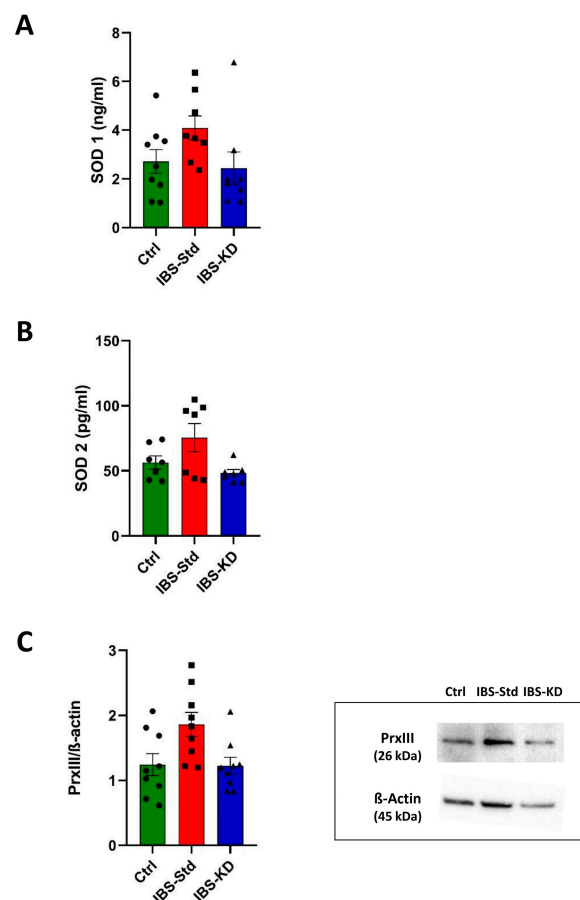 A
SOD 1 (ng/ml)
8
6
4
2
0
Ctrl
IBS-Std
IBS-KD
B
SOD 2 (pg/ml)
150
100
50
0
Ctrl
IBS-Std
IBS-KD
C
PrxIII/ß-actin
3
2
1
0
Ctrl
IBS-Std
IBS-KD
Ctrl IBS-Std IBS-KD
PrxIII
(26 kDa)
ß-Actin
(45 kDa)